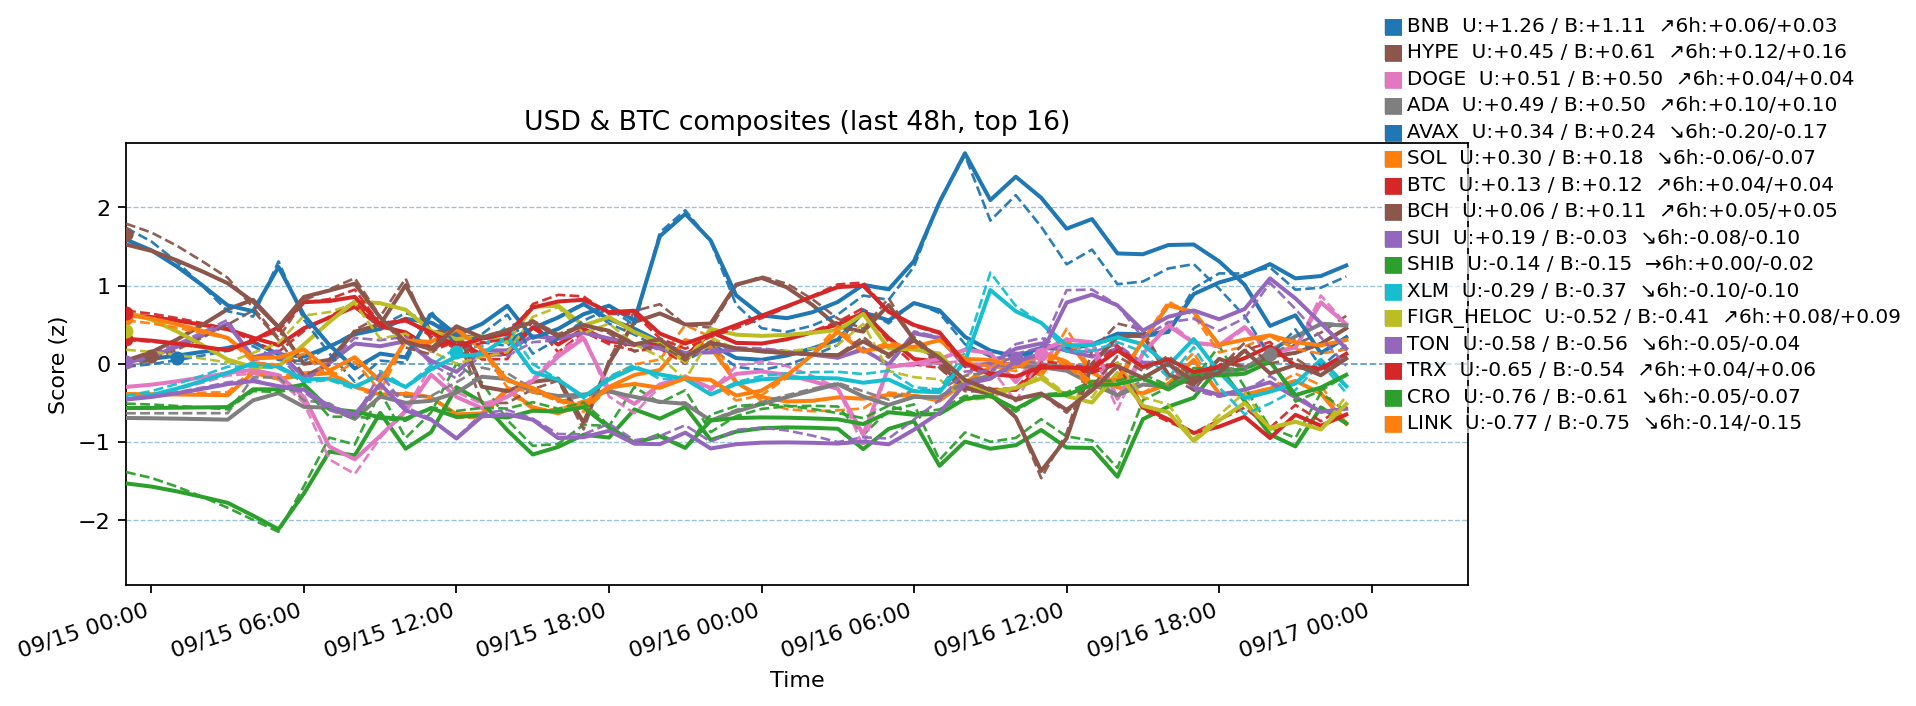 BNB  U:+1.26 / B:+1.11  ↗6h:+0.06/+0.03
HYPE  U:+0.45 / B:+0.61  ↗6h:+0.12/+0.16
DOGE  U:+0.51 / B:+0.50  ↗6h:+0.04/+0.04
ADA  U:+0.49 / B:+0.50  ↗6h:+0.10/+0.10
AVAX  U:+0.34 / B:+0.24  ↘6h:-0.20/-0.17
SOL  U:+0.30 / B:+0.18  ↘6h:-0.06/-0.07
BTC  U:+0.13 / B:+0.12  ↗6h:+0.04/+0.04
BCH  U:+0.06 / B:+0.11  ↗6h:+0.05/+0.05
SUI  U:+0.19 / B:-0.03  ↘6h:-0.08/-0.10
SHIB  U:-0.14 / B:-0.15  →6h:+0.00/-0.02
XLM  U:-0.29 / B:-0.37  ↘6h:-0.10/-0.10
FIGR_HELOC  U:-0.52 / B:-0.41  ↗6h:+0.08/+0.09
TON  U:-0.58 / B:-0.56  ↘6h:-0.05/-0.04
TRX  U:-0.65 / B:-0.54  ↗6h:+0.04/+0.06
CRO  U:-0.76 / B:-0.61  ↘6h:-0.05/-0.07
LINK  U:-0.77 / B:-0.75  ↘6h:-0.14/-0.15
USD & BTC composites (last 48h, top 16)
Score (z)
2
1
0
−1
−2
09/15 00:00
09/15 06:00
09/15 12:00
09/15 18:00
09/16 00:00
09/16 06:00
09/16 12:00
09/16 18:00
09/17 00:00
Time